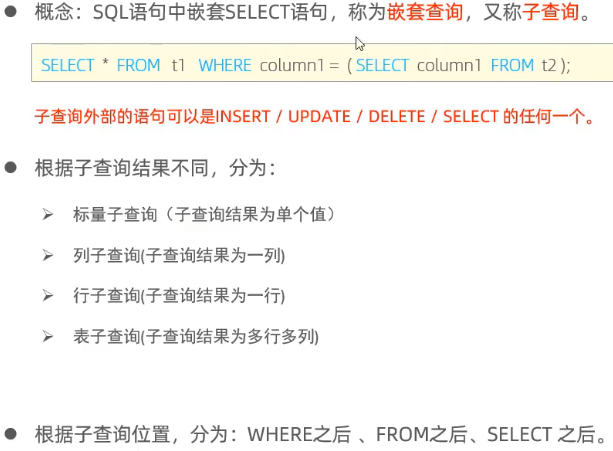 ● 概念：SQL语句中嵌套SELECT语句，称为嵌套查询，又称子查询。
SELECT * FROM t1 WHERE column1 = ( SELECT column1 FROM t2 );
子查询外部的语句可以是INSERT / UPDATE / DELETE / SELECT 的任何一个。
● 根据子查询结果不同，分为：
➢ 标量子查询（子查询结果为单个值）
➢ 列子查询(子查询结果为一列)
➢ 行子查询(子查询结果为一行)
➢ 表子查询(子查询结果为多行多列)
● 根据子查询位置，分为：WHERE之后 、FROM之后、SELECT 之后。